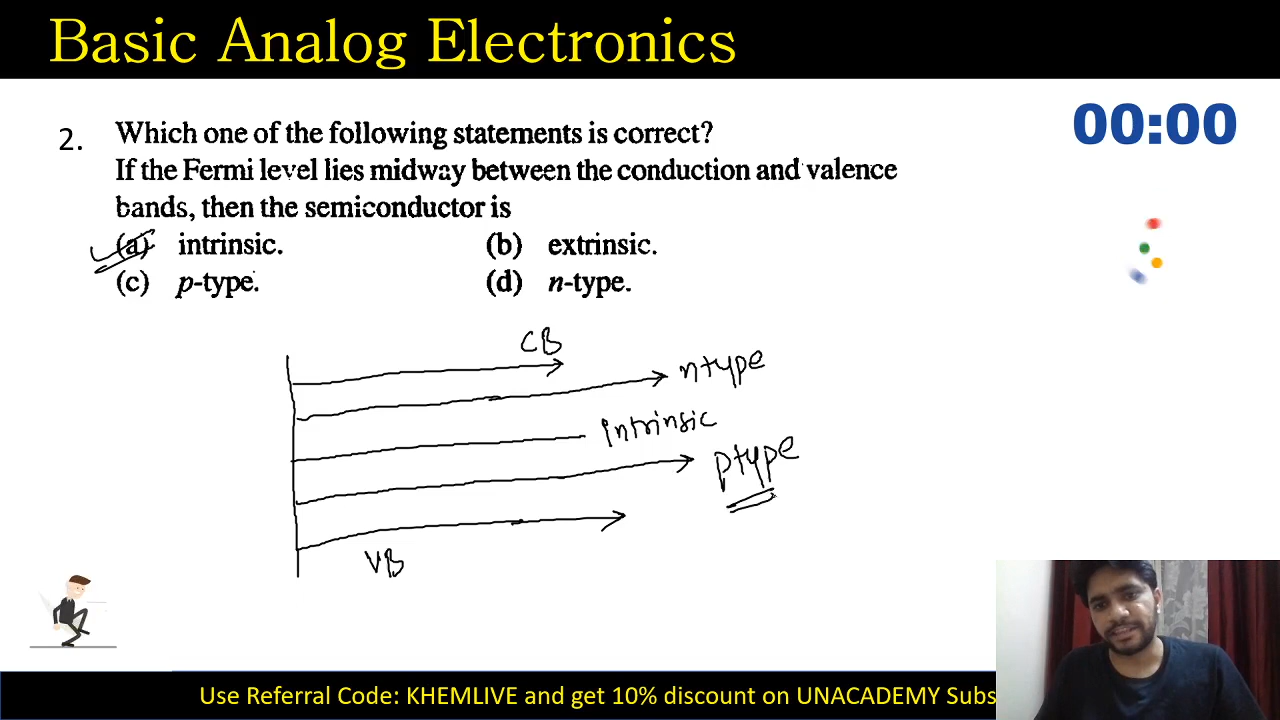 Basic Analog Electronics
00:00
2. Which one of the following statements is correct?
If the Fermi level lies midway between the conduction and valence
bands, then the semiconductor is
(a) intrinsic. (b) extrinsic.
(c) p-type. (d) n-type.
CB
n type
intrinsic
p type
VB
Use Referral Code: KHEMLIVE and get 10% discount on UNACADEMY Subs